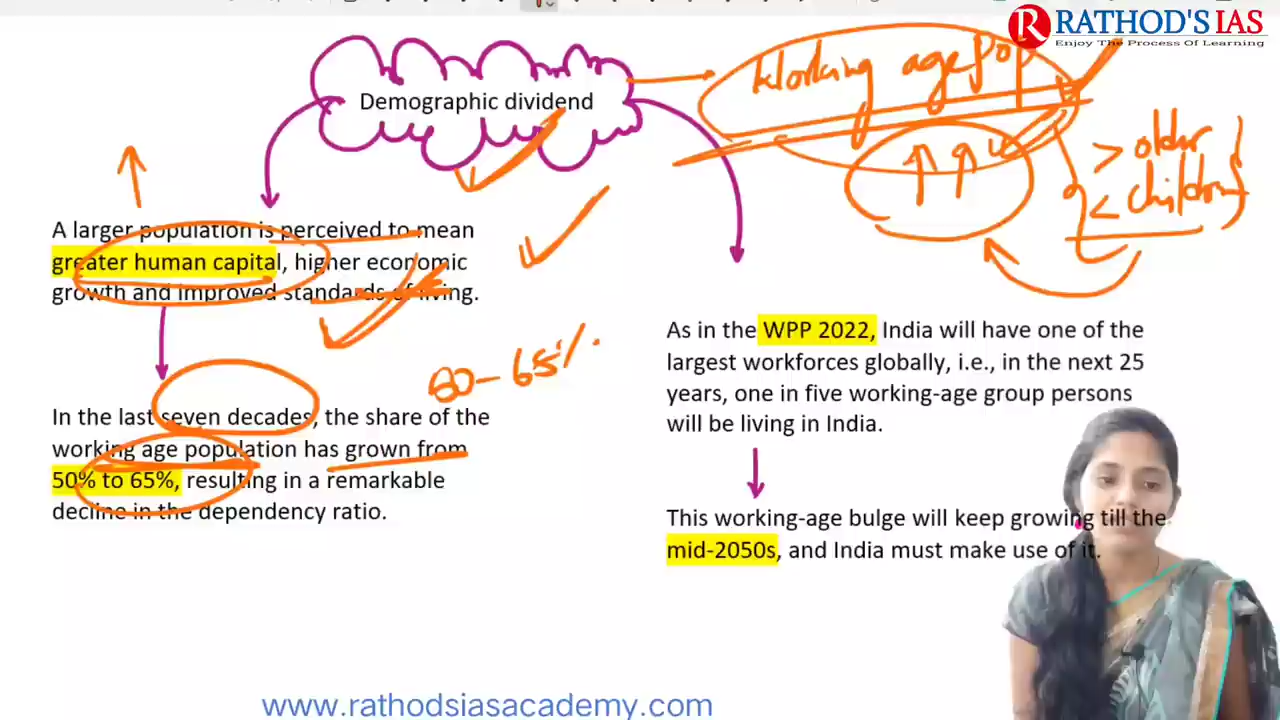 RATHOD'S IAS
Enjoy The Process Of Learning
Demographic dividend
Working age pop
> older
< children
A larger population is perceived to mean
greater human capital, higher economic
growth and improved standards of living.
60-65%.
In the last seven decades, the share of the
working age population has grown from
50% to 65%, resulting in a remarkable
decline in the dependency ratio.
As in the WPP 2022, India will have one of the
largest workforces globally, i.e., in the next 25
years, one in five working-age group persons
will be living in India.
This working-age bulge will keep growing till the
mid-2050s, and India must make use of it.
www.rathodsiasacademy.com